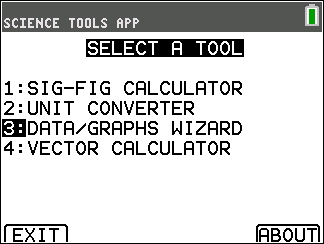 SCIENCE TOOLS APP
SELECT A TOOL
1:SIG-FIG CALCULATOR
2:UNIT CONVERTER
3:DATA/GRAPHS WIZARD
4:VECTOR CALCULATOR
EXIT ABOUT